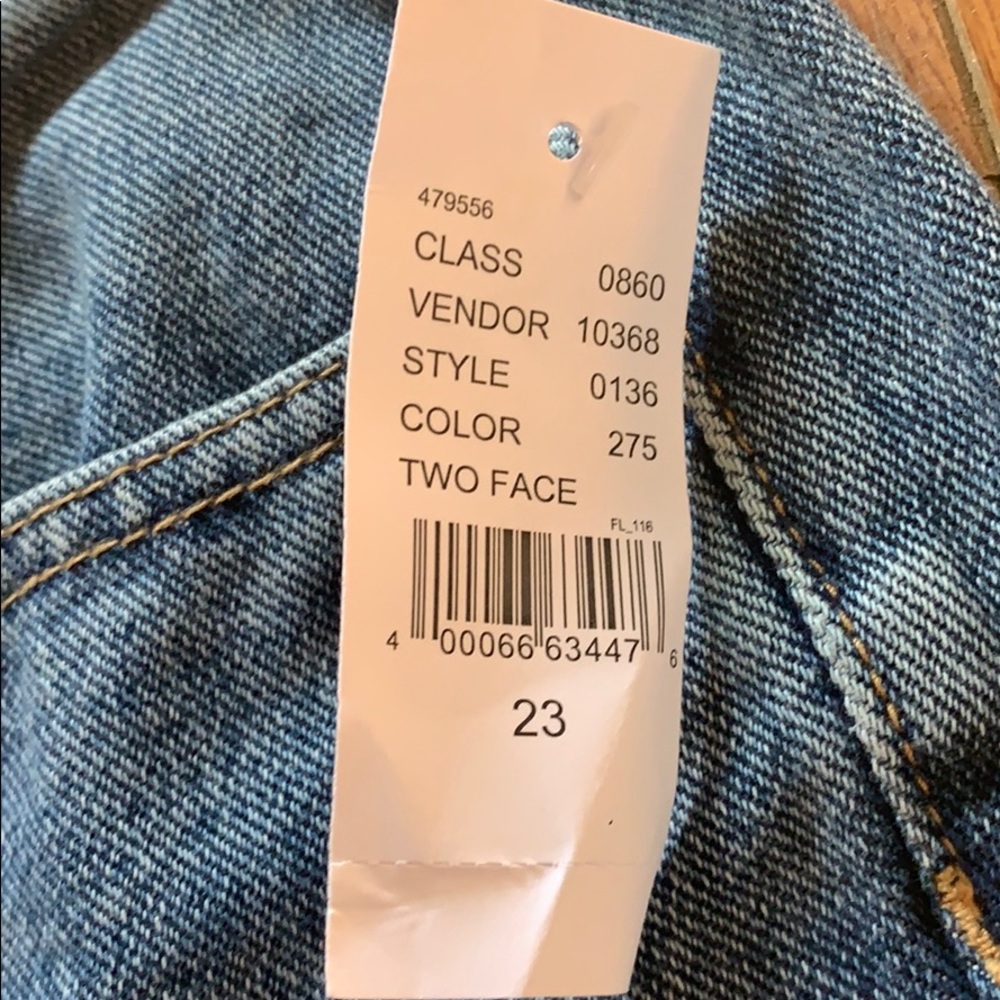 479556
CLASS 0860
VENDOR 10368
STYLE 0136
COLOR 275
TWO FACE
FL_116
4 00066 63447 6
23